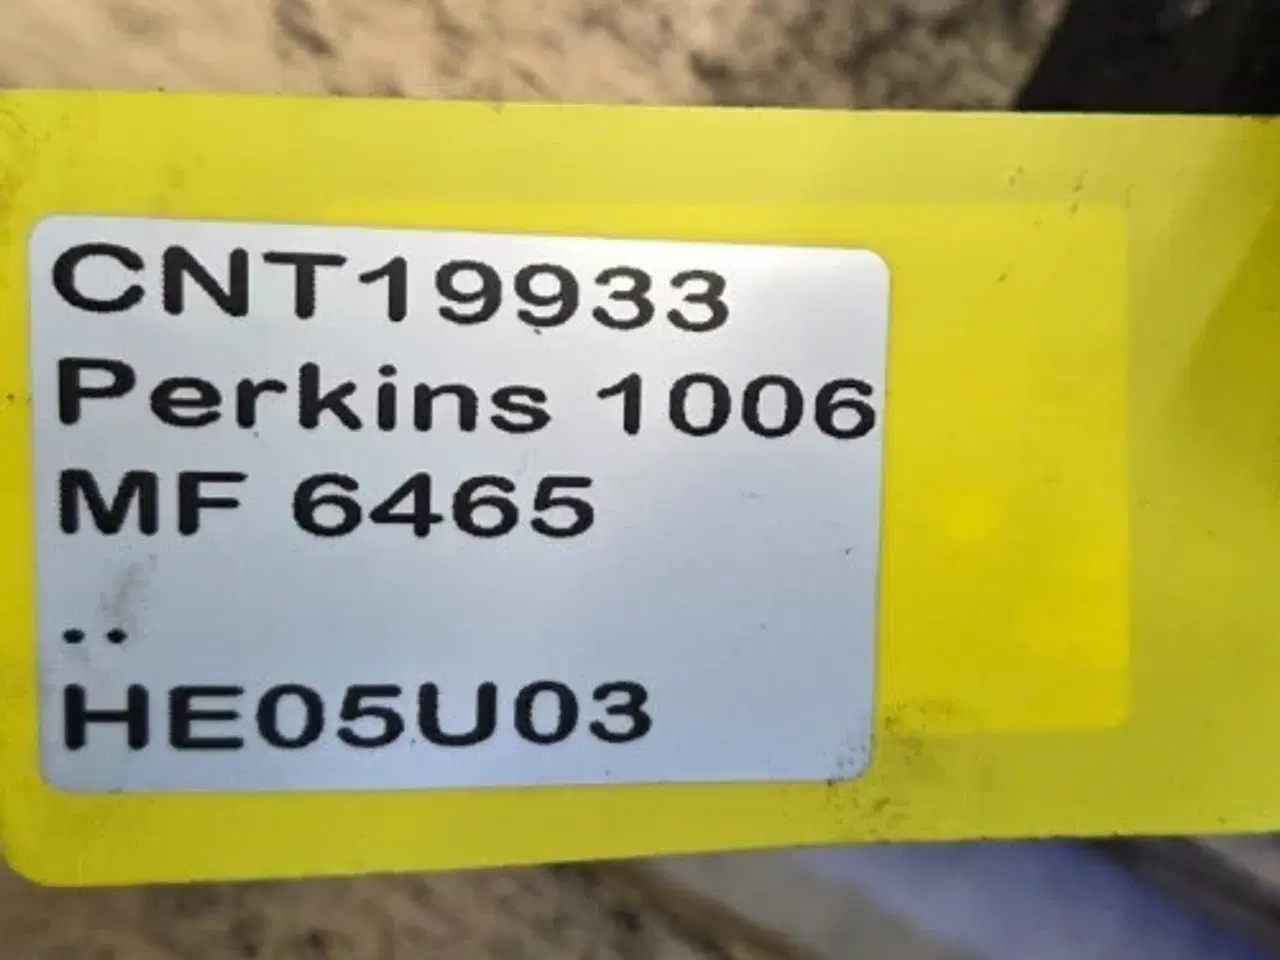 CNT19933
Perkins 1006
MF 6465
..
HE05U03